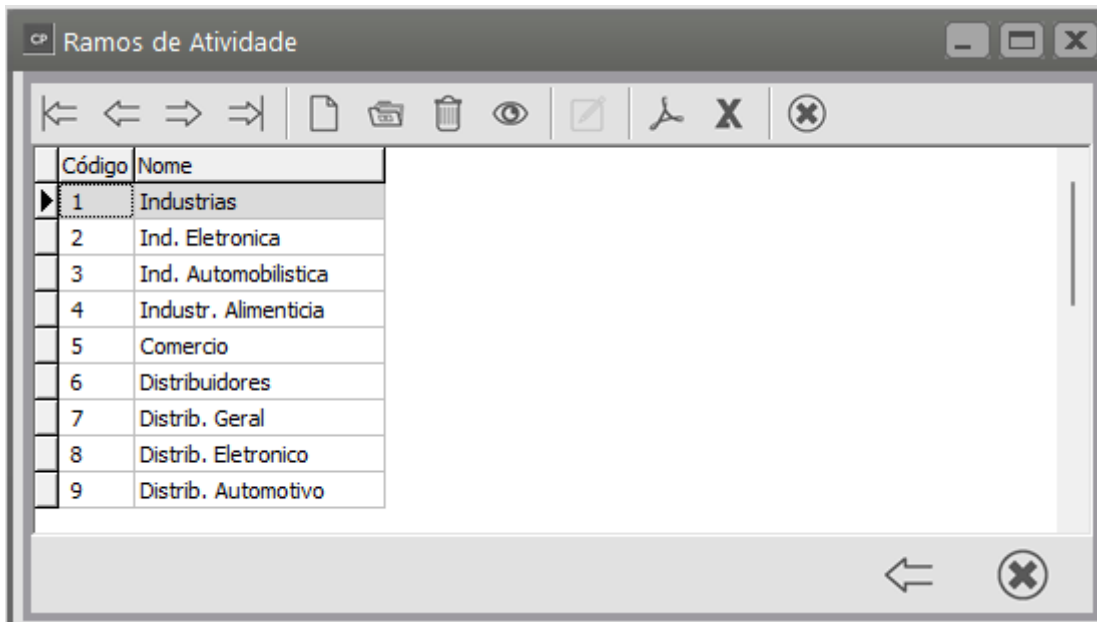 CP Ramos de Atividade
Código Nome
1 Industrias
2 Ind. Eletronica
3 Ind. Automobilistica
4 Industr. Alimenticia
5 Comercio
6 Distribuidores
7 Distrib. Geral
8 Distrib. Eletronico
9 Distrib. Automotivo